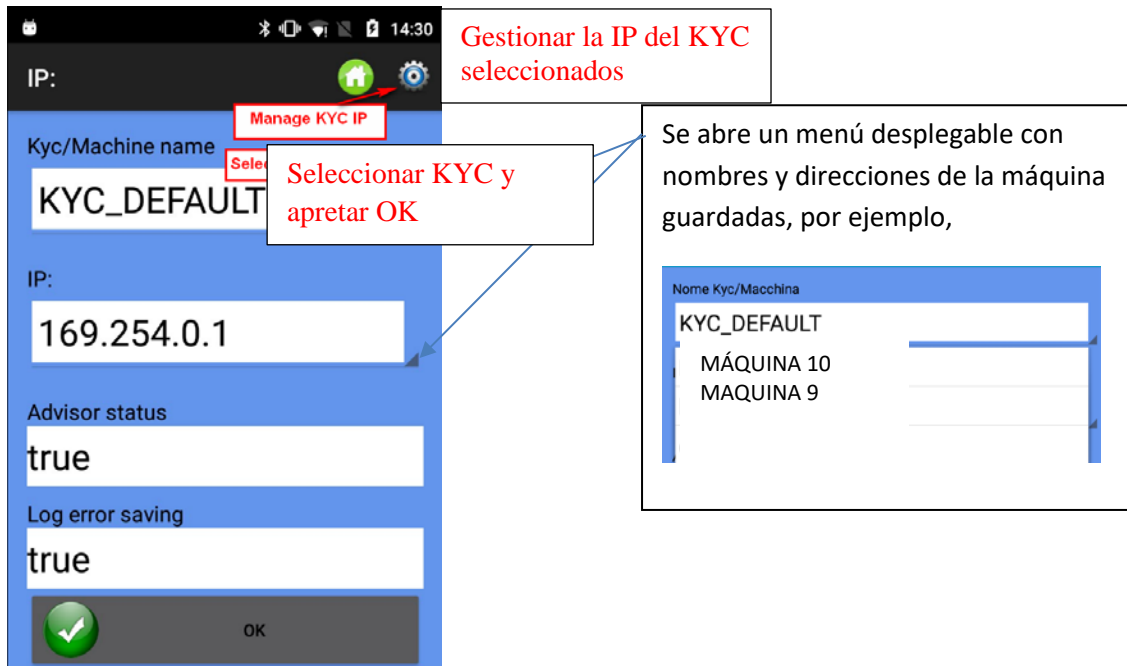 14:30
IP:
Manage KYC IP
Kyc/Machine name
KYC_DEFAULT
IP:
169.254.0.1
Advisor status
true
Log error saving
true
OK
Gestionar la IP del KYC
seleccionados
Seleccionar KYC y
apretar OK
Se abre un menú desplegable con
nombres y direcciones de la máquina
guardadas, por ejemplo,
Nome Kyc/Macchina
KYC_DEFAULT
MÁQUINA 10
MAQUINA 9